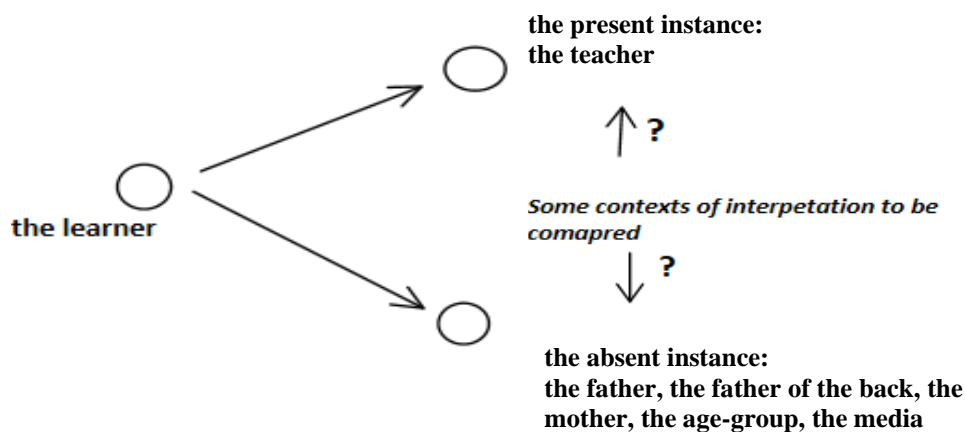 the present instance:
the teacher
?
the learner
Some contexts of interpetation to be
comapred
?
the absent instance:
the father, the father of the back, the
mother, the age-group, the media